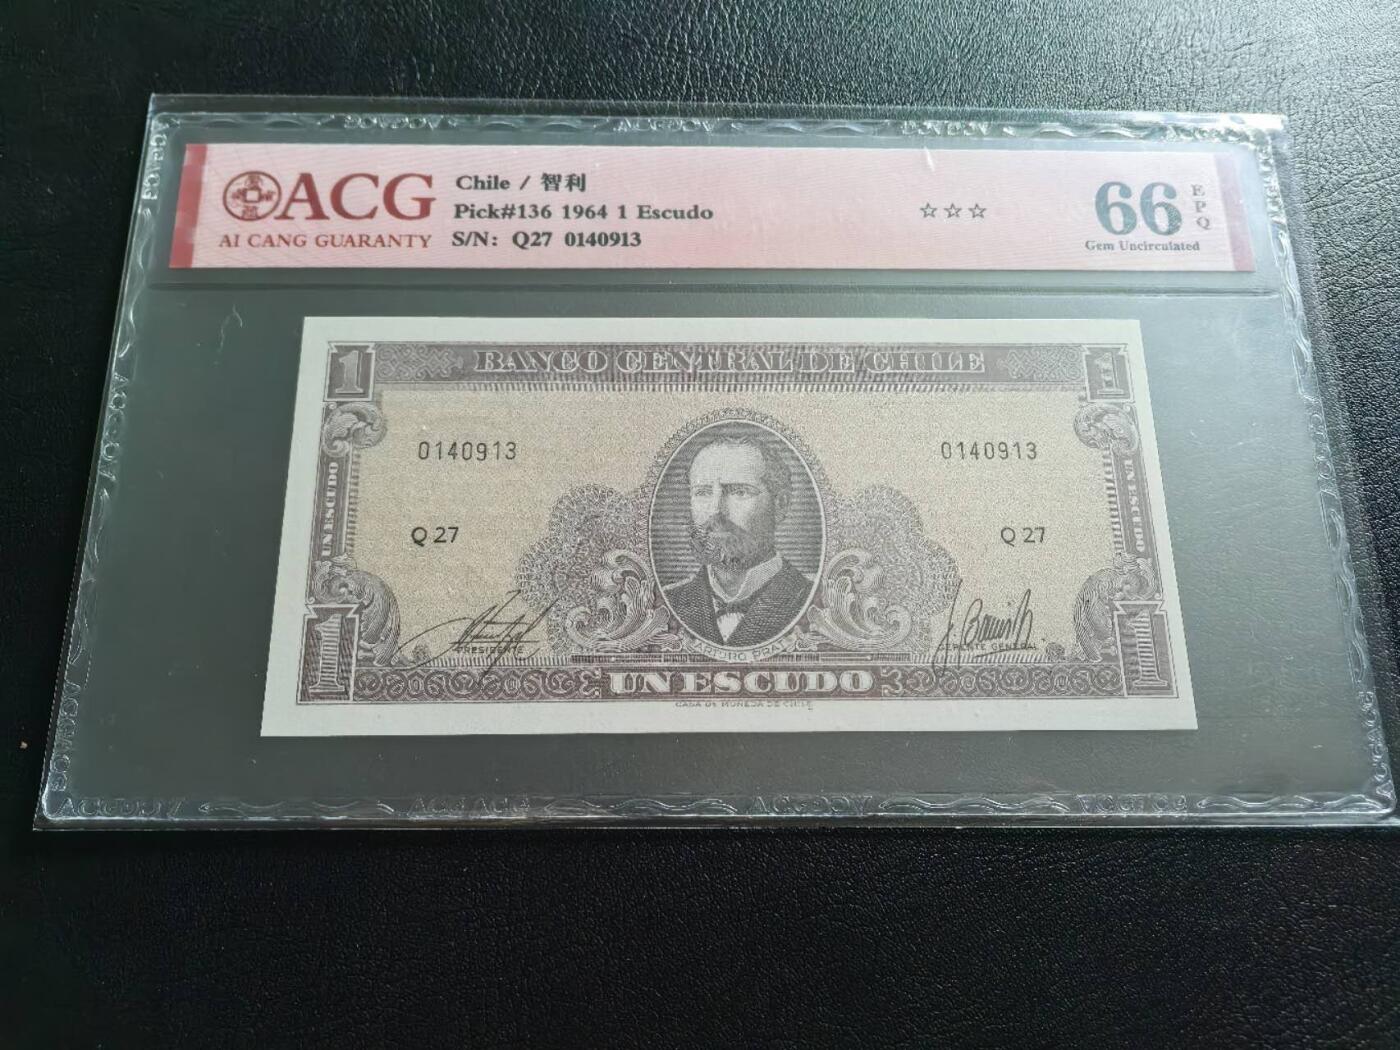 ACG
AI CANG GUARANTY
Chile / 智利
Pick#136 1964 1 Escudo
S/N: Q27 0140913
☆☆☆
66
EPQ
Gem Uncirculated
1 BANCO CENTRAL DE CHILE 1
0140913 0140913
UN ESCUDO UN ESCUDO
Q 27 Q 27
PRESIDENTE GERENTE GENERAL
ARTURO PRAT
1 UN ESCUDO 1
CASA DE MONEDA DE CHILE